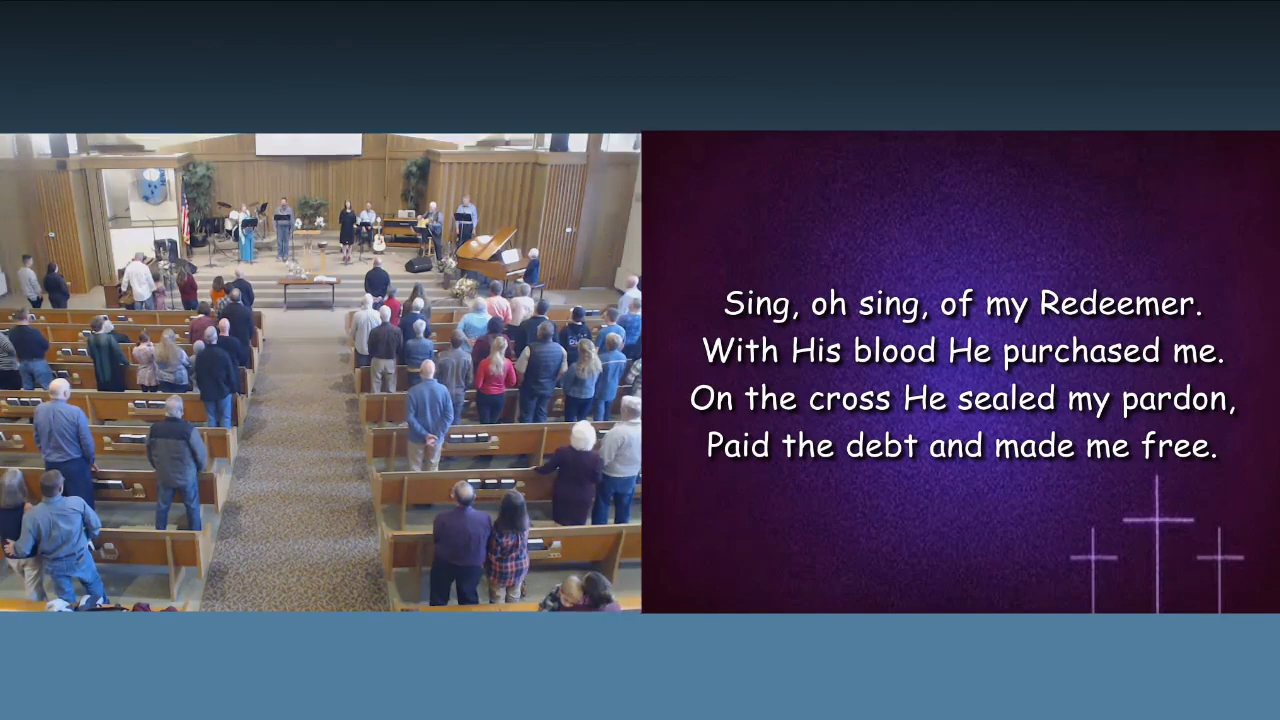 Sing, oh sing, of my Redeemer.
With His blood He purchased me.
On the cross He sealed my pardon,
Paid the debt and made me free.